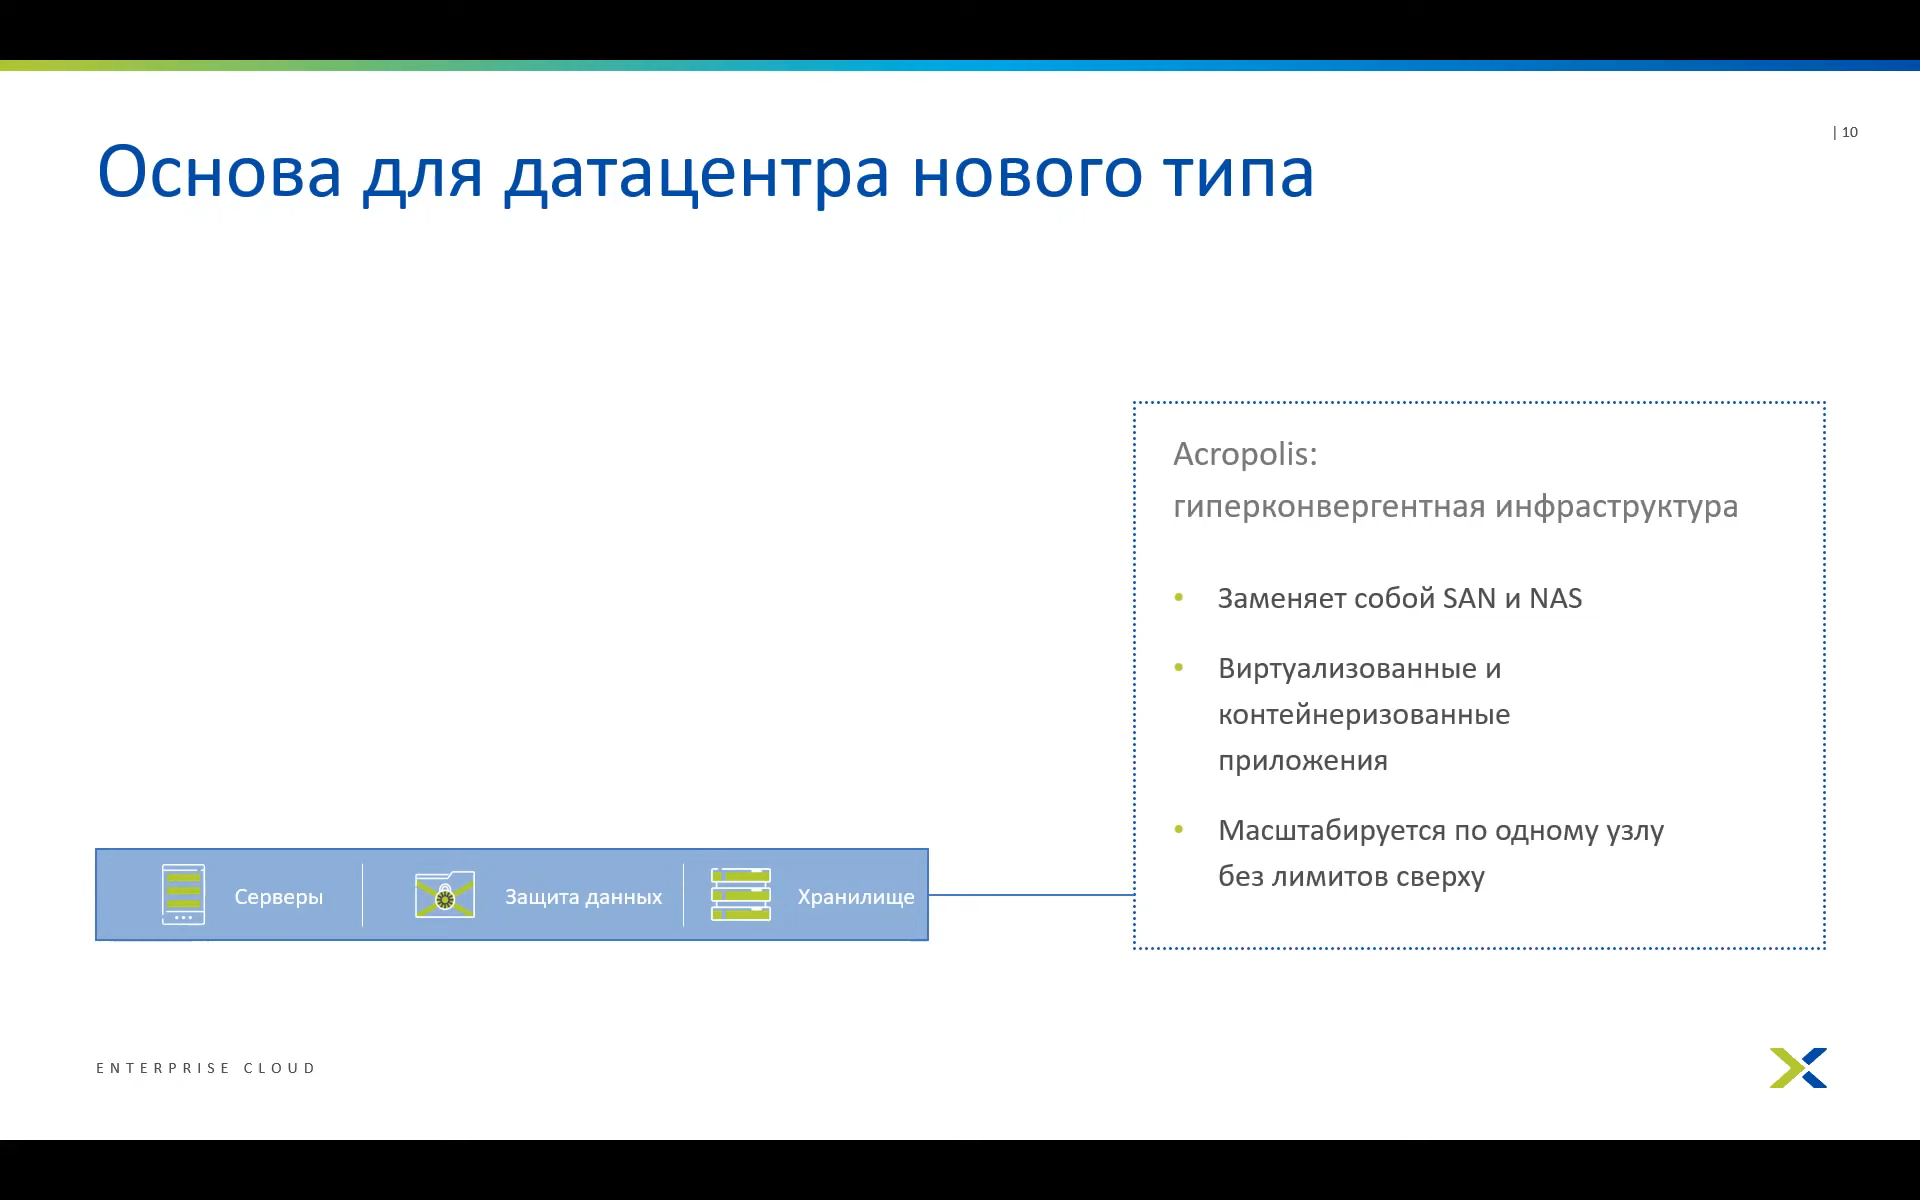 | 10
Основа для датацентра нового типа
Acropolis:
гиперконвергентная инфраструктура
• Заменяет собой SAN и NAS
• Виртуализованные и
контейнеризованные
приложения
• Масштабируется по одному узлу
без лимитов сверху
Серверы
Защита данных
Хранилище
ENTERPRISE CLOUD